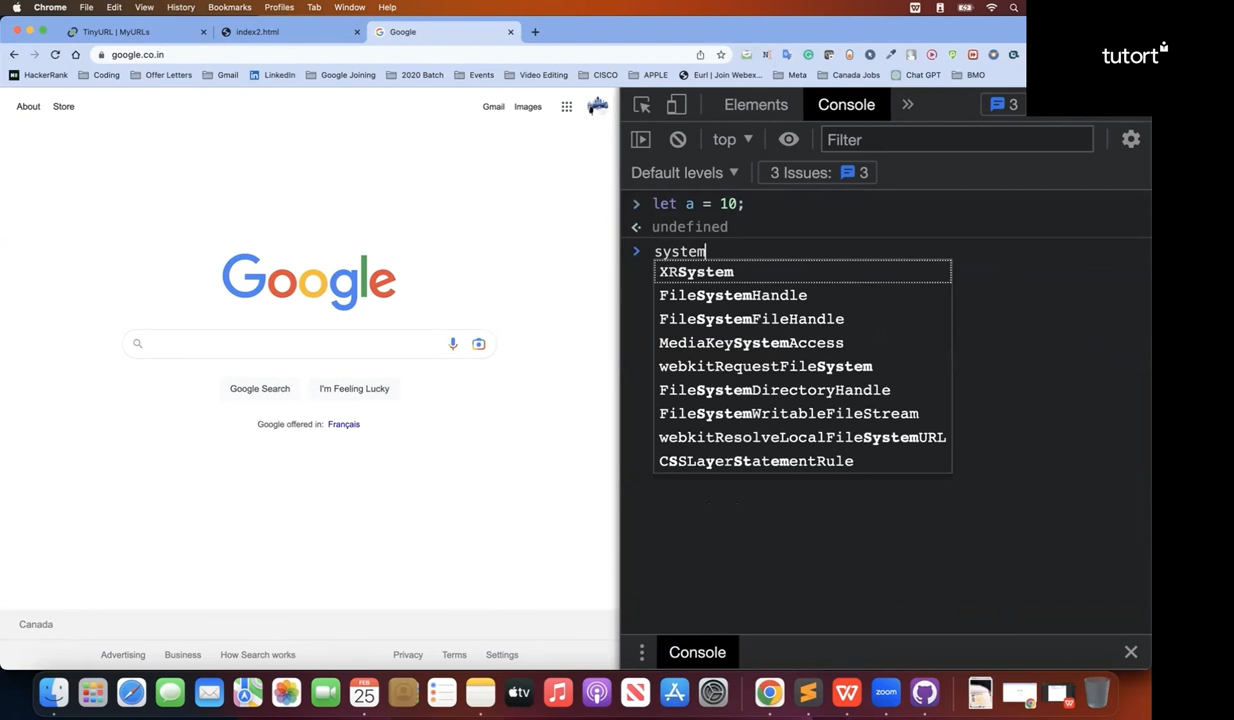 Chrome File Edit View History Bookmarks Profiles Tab Window Help
TinyURL | MyURLs
index2.html
Google
google.co.in
HackerRank Coding Offer Letters Gmail LinkedIn Google Joining 2020 Batch Events Video Editing CISCO APPLE Eurl | Join Webex... Meta Canada Jobs Chat GPT BMO
tutort
About Store
Gmail Images
Elements Console 3
top Filter
Default levels 3 Issues: 3
let a = 10;
undefined
system
XRSystem
FileSystemHandle
FileSystemFileHandle
MediaKeySystemAccess
webkitRequestFileSystem
FileSystemDirectoryHandle
FileSystemWritableFileStream
webkitResolveLocalFileSystemURL
CSSLayerStatementRule
Google
Google Search I'm Feeling Lucky
Google offered in: Français
Canada
Advertising Business How Search works
Privacy Terms Settings
Console
FEB
25
tv
zoom